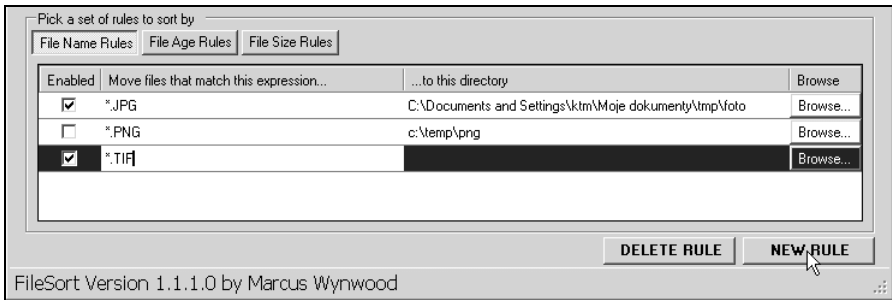 Pick a set of rules to sort by
File Name Rules File Age Rules File Size Rules
Enabled Move files that match this expression... ...to this directory Browse
*.JPG C:\Documents and Settings\ktm\Moje dokumenty\tmp\foto Browse...
*.PNG c:\temp\png Browse...
*.TIF Browse...
DELETE RULE NEW RULE
FileSort Version 1.1.1.0 by Marcus Wynwood